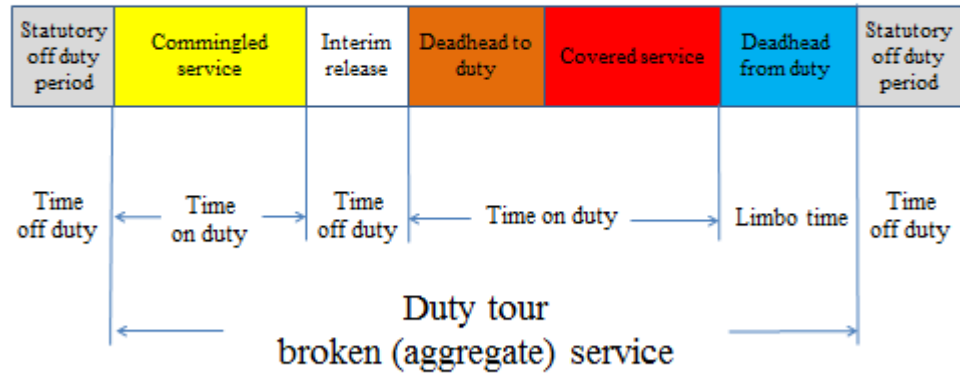 Statutory
off duty
period
Commingled
service
Interim
release
Deadhead to
duty
Covered service
Deadhead
from duty
Statutory
off duty
period
Time
off duty
Time
on duty
Time
off duty
Time on duty
Limbo time
Time
off duty
Duty tour
broken (aggregate) service